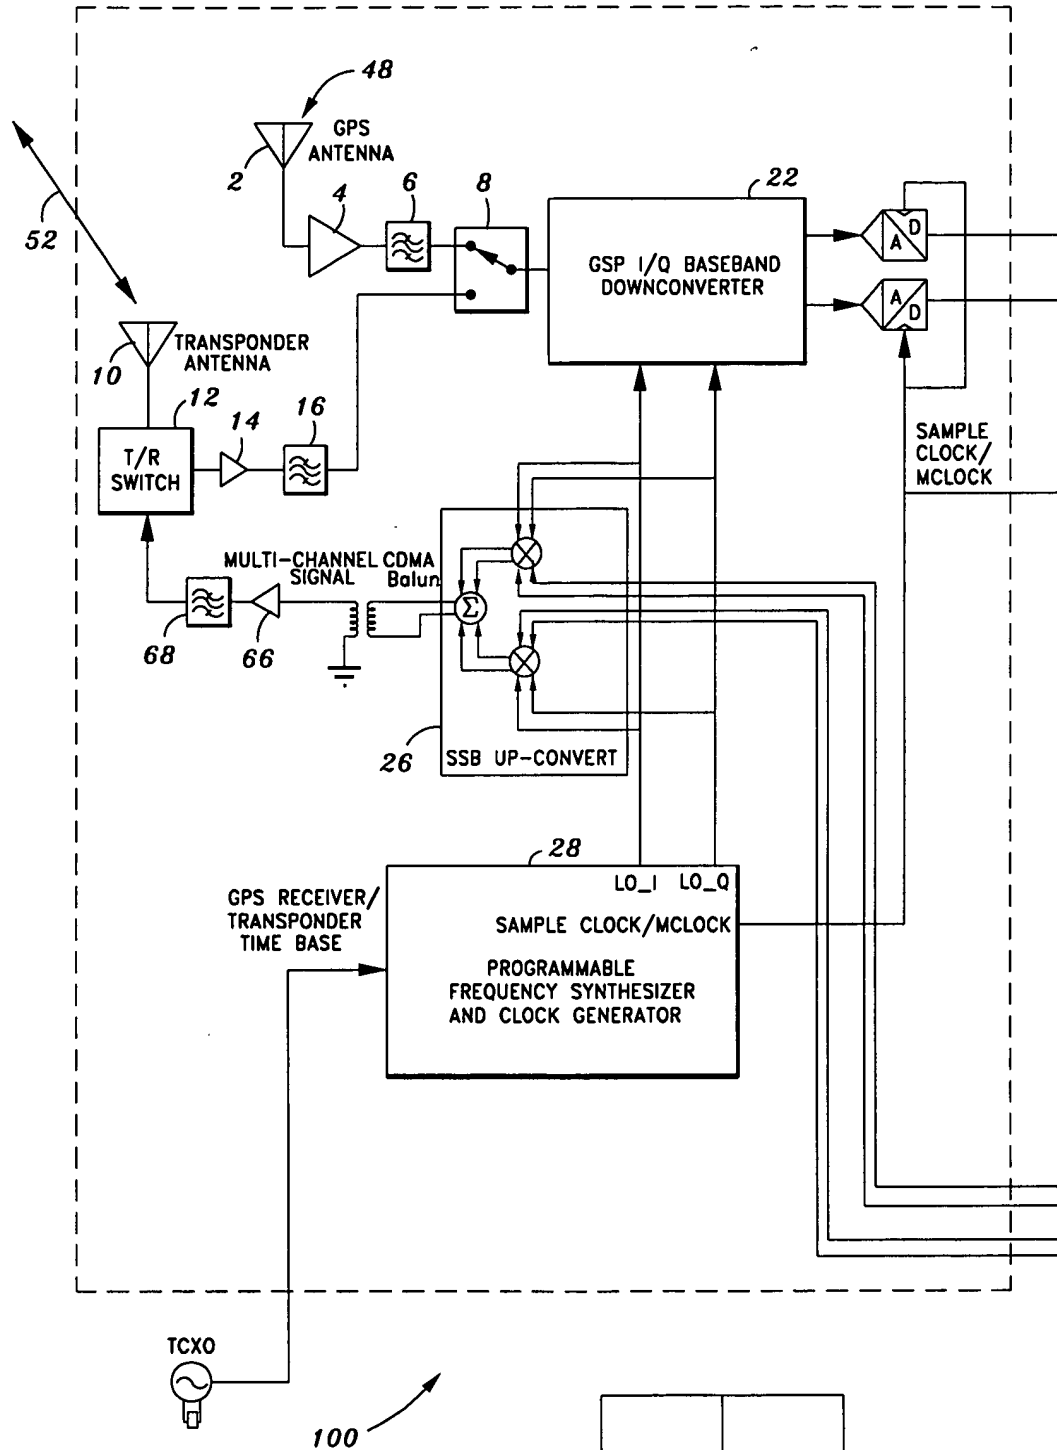 48
GPS
ANTENNA
2
4
6
8
22
GSP I/Q BASEBAND
DOWNCONVERTER
A
D
A
D
52
TRANSPONDER
ANTENNA
10
12
14
16
T/R
SWITCH
SAMPLE
CLOCK/
MCLOCK
MULTI-CHANNEL CDMA
SIGNAL
Balun
Σ
68
66
26
SSB UP-CONVERT
28
LO_I
LO_Q
GPS RECEIVER/
TRANSPONDER
TIME BASE
SAMPLE CLOCK/MCLOCK
PROGRAMMABLE
FREQUENCY SYNTHESIZER
AND CLOCK GENERATOR
TCXO
100